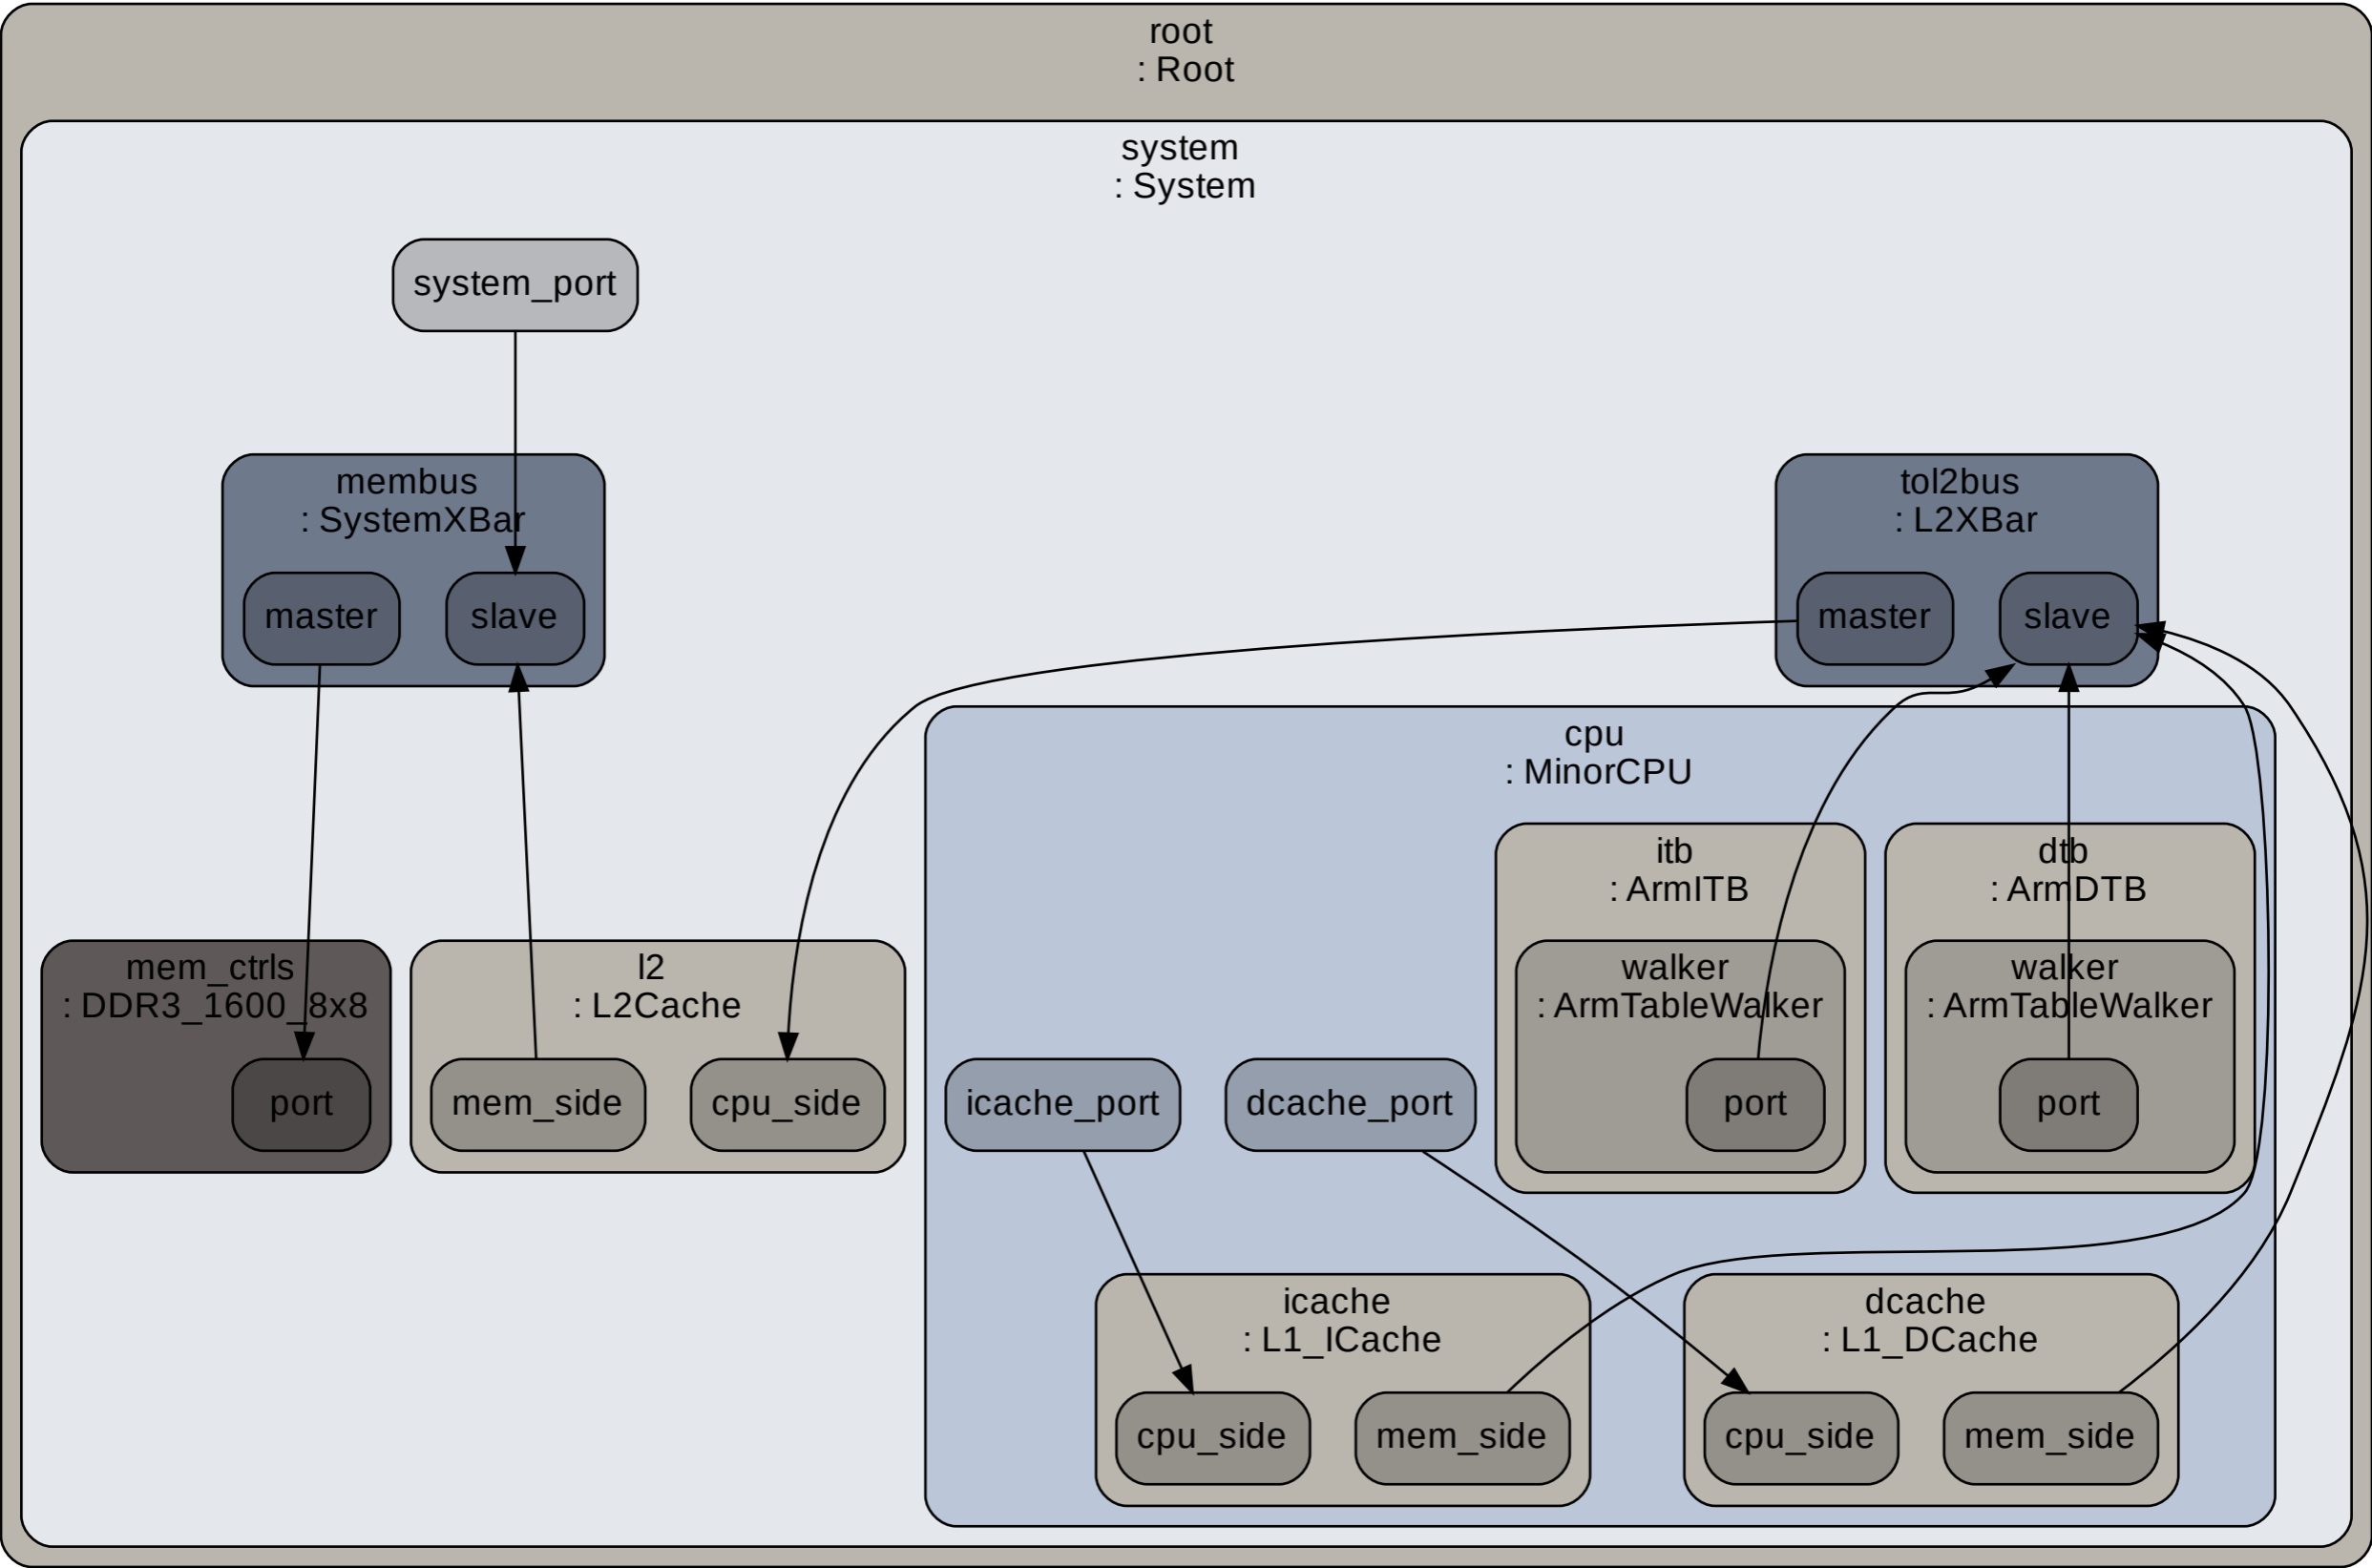 root
: Root
system
: System
system_port
membus
: SystemXBar
master
slave
tol2bus
: L2XBar
master
slave
cpu
: MinorCPU
itb
: ArmITB
dtb
: ArmDTB
mem_ctrls
: DDR3_1600_8x8
port
l2
: L2Cache
mem_side
cpu_side
walker
: ArmTableWalker
port
walker
: ArmTableWalker
port
icache_port
dcache_port
icache
: L1_ICache
cpu_side
mem_side
dcache
: L1_DCache
cpu_side
mem_side